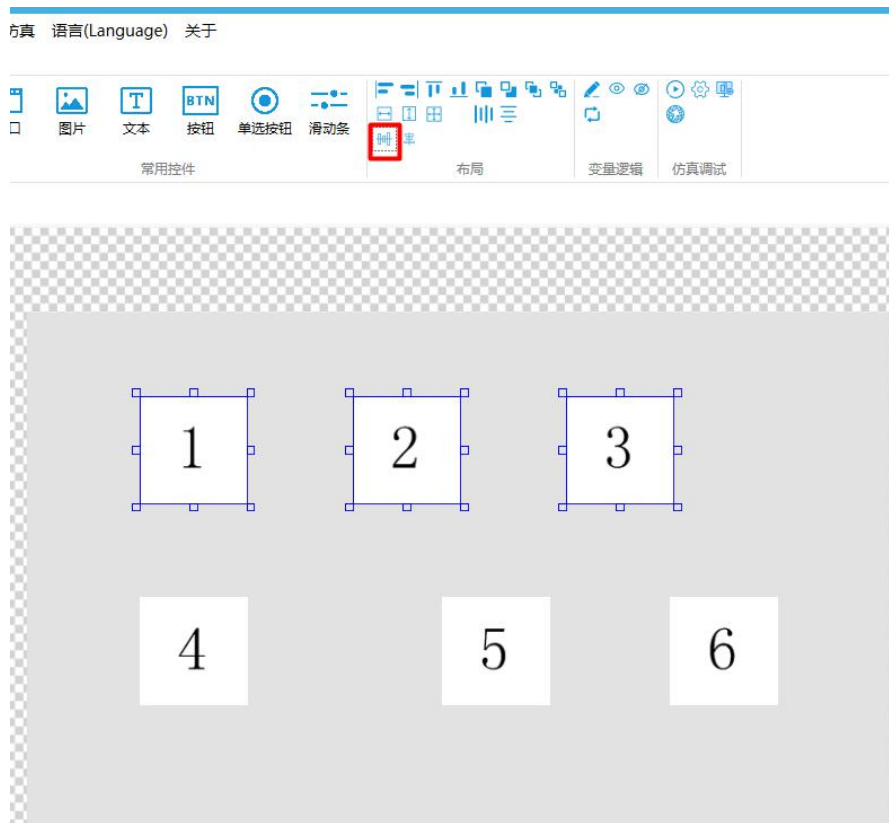 仿真 语言(Language) 关于
口 图片 文本 按钮 单选按钮 滑动条
T BTN
常用控件 布局 变量逻辑 仿真调试
1 2 3
4 5 6